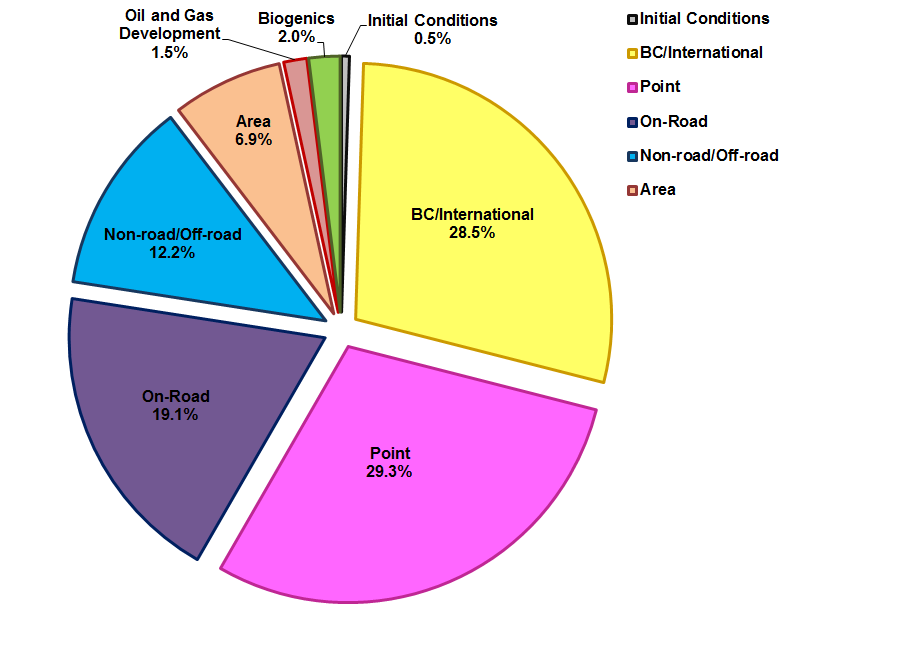 Oil and Gas
Development
1.5%
Biogenics
2.0%
Initial Conditions
0.5%
Area
6.9%
BC/International
28.5%
Non-road/Off-road
12.2%
On-Road
19.1%
Point
29.3%
Initial Conditions
BC/International
Point
On-Road
Non-road/Off-road
Area